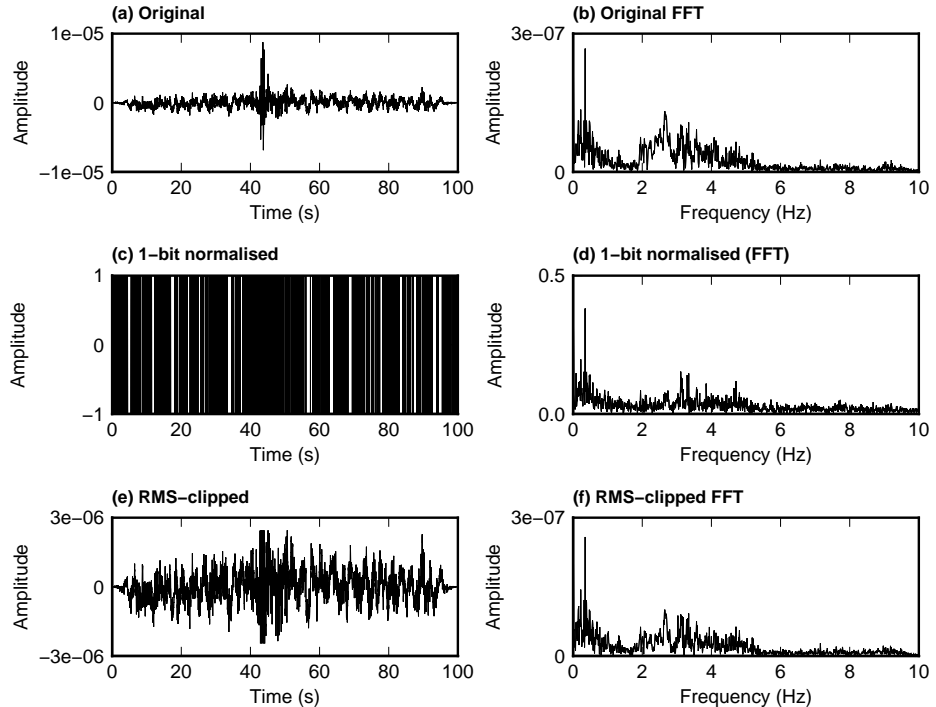 (a) Original
1e−05
0
−1e−05
Amplitude
0 20 40 60 80 100
Time (s)
(b) Original FFT
3e−07
0
Amplitude
0 2 4 6 8 10
Frequency (Hz)
(c) 1−bit normalised
1
0
−1
Amplitude
0 20 40 60 80 100
Time (s)
(d) 1−bit normalised (FFT)
0.5
0.0
Amplitude
0 2 4 6 8 10
Frequency (Hz)
(e) RMS−clipped
3e−06
0
−3e−06
Amplitude
0 20 40 60 80 100
Time (s)
(f) RMS−clipped FFT
3e−07
0
Amplitude
0 2 4 6 8 10
Frequency (Hz)